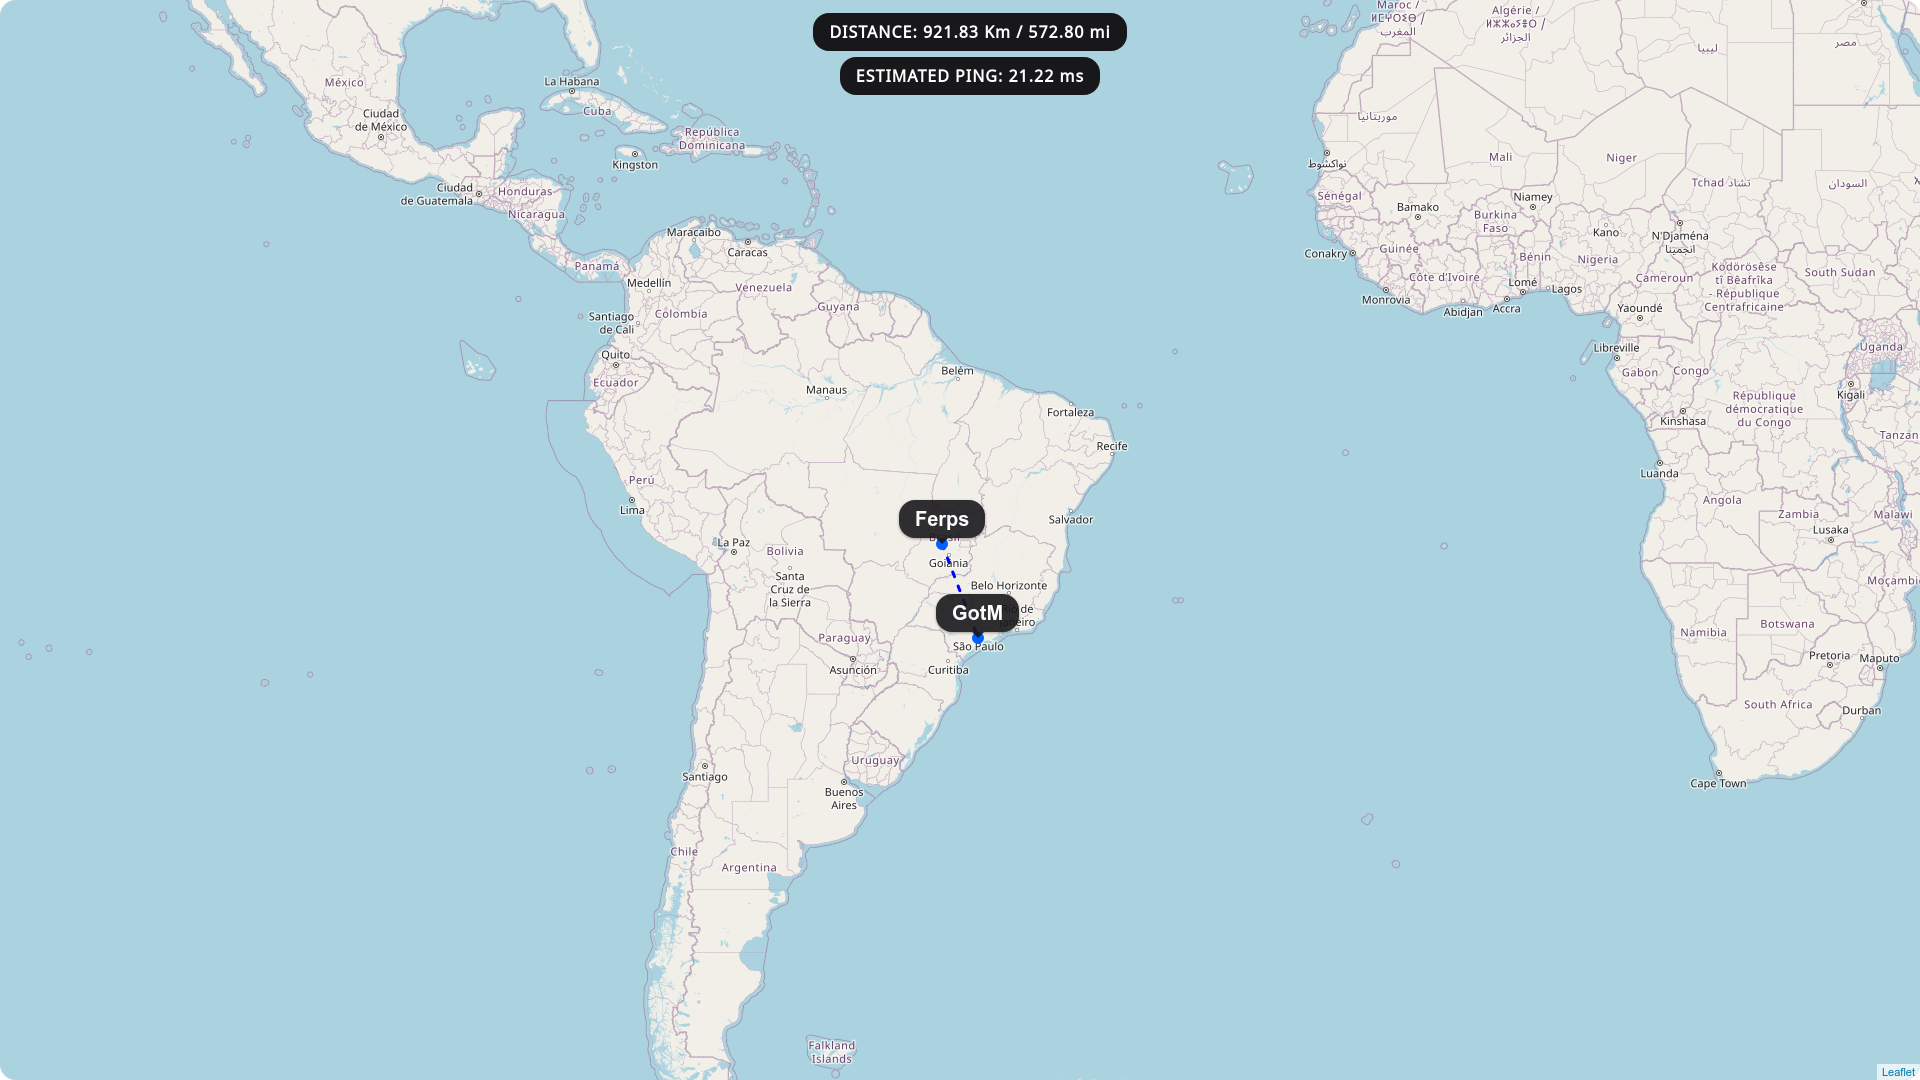 DISTANCE: 921.83 Km / 572.80 mi
ESTIMATED PING: 21.22 ms
Maroc /
ⵍⵎⵖⵔⵉⴱ /
المغرب
Algérie /
ⵍⵣⵣⴰⵢⴻⵔ /
الجزائر
ليبيا
مصر
México
Ciudad
de México
La Habana
Cuba
República
Dominicana
Kingston
Ciudad
de Guatemala
Honduras
Nicaragua
موريتانيا
نواكشوط
Mali
Niger
Tchad تشاد
السودان
Sénégal
Bamako
Niamey
Burkina
Faso
Kano
N'Djaména
انجمينا
Maracaibo
Caracas
Panamá
Medellín
Venezuela
Guyana
Colombia
Santiago
de Cali
Quito
Ecuador
Conakry
Guinée
Côte d'Ivoire
Bénin
Nigeria
Lomé
Lagos
Monrovia
Abidjan
Accra
Cameroun
Ködörösêse
tî Bêafrîka
- République
Centrafricaine
South Sudan
Yaoundé
Libreville
Gabon
Congo
Uganda
Kigali
République
démocratique
du Congo
Kinshasa
Tanzan
Belém
Manaus
Fortaleza
Recife
Perú
Lima
Luanda
Angola
Zambia
Malawi
Lusaka
Ferps
Salvador
La Paz
Bolivia
Santa
Cruz de
la Sierra
Goiânia
Belo Horizonte
GotM
de
neiro
São Paulo
Moçambi
Paraguay
Asunción
Curitiba
Namibia
Botswana
Pretoria
Maputo
South Africa
Durban
Uruguay
Santiago
Buenos
Aires
Cape Town
Chile
Argentina
Falkland
Islands
Leaflet